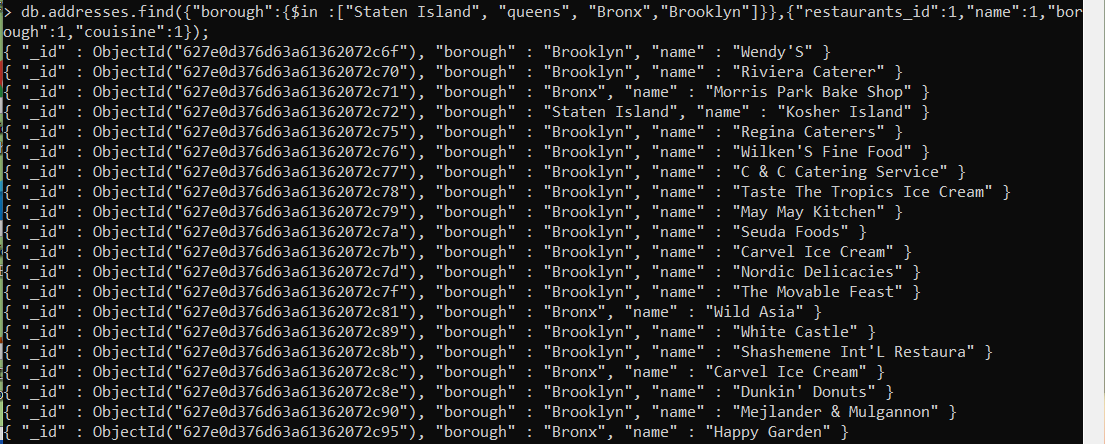 > db.addresses.find({"borough":{$in :["Staten Island", "queens", "Bronx","Brooklyn"]}},{"restaurants_id":1,"name":1,"bor
ough":1,"couisine":1});
{ "_id" : ObjectId("627e0d376d63a61362072c6f"), "borough" : "Brooklyn", "name" : "Wendy'S" }
{ "_id" : ObjectId("627e0d376d63a61362072c70"), "borough" : "Brooklyn", "name" : "Riviera Caterer" }
{ "_id" : ObjectId("627e0d376d63a61362072c71"), "borough" : "Bronx", "name" : "Morris Park Bake Shop" }
{ "_id" : ObjectId("627e0d376d63a61362072c72"), "borough" : "Staten Island", "name" : "Kosher Island" }
{ "_id" : ObjectId("627e0d376d63a61362072c75"), "borough" : "Brooklyn", "name" : "Regina Caterers" }
{ "_id" : ObjectId("627e0d376d63a61362072c76"), "borough" : "Brooklyn", "name" : "Wilken'S Fine Food" }
{ "_id" : ObjectId("627e0d376d63a61362072c77"), "borough" : "Brooklyn", "name" : "C & C Catering Service" }
{ "_id" : ObjectId("627e0d376d63a61362072c78"), "borough" : "Brooklyn", "name" : "Taste The Tropics Ice Cream" }
{ "_id" : ObjectId("627e0d376d63a61362072c79"), "borough" : "Brooklyn", "name" : "May May Kitchen" }
{ "_id" : ObjectId("627e0d376d63a61362072c7a"), "borough" : "Brooklyn", "name" : "Seuda Foods" }
{ "_id" : ObjectId("627e0d376d63a61362072c7b"), "borough" : "Brooklyn", "name" : "Carvel Ice Cream" }
{ "_id" : ObjectId("627e0d376d63a61362072c7d"), "borough" : "Brooklyn", "name" : "Nordic Delicacies" }
{ "_id" : ObjectId("627e0d376d63a61362072c7f"), "borough" : "Brooklyn", "name" : "The Movable Feast" }
{ "_id" : ObjectId("627e0d376d63a61362072c81"), "borough" : "Bronx", "name" : "Wild Asia" }
{ "_id" : ObjectId("627e0d376d63a61362072c89"), "borough" : "Brooklyn", "name" : "White Castle" }
{ "_id" : ObjectId("627e0d376d63a61362072c8b"), "borough" : "Brooklyn", "name" : "Shashemene Int'L Restaura" }
{ "_id" : ObjectId("627e0d376d63a61362072c8c"), "borough" : "Bronx", "name" : "Carvel Ice Cream" }
{ "_id" : ObjectId("627e0d376d63a61362072c8e"), "borough" : "Brooklyn", "name" : "Dunkin' Donuts" }
{ "_id" : ObjectId("627e0d376d63a61362072c90"), "borough" : "Brooklyn", "name" : "Mejlander & Mulgannon" }
{ "_id" : ObjectId("627e0d376d63a61362072c95"), "borough" : "Bronx", "name" : "Happy Garden" }